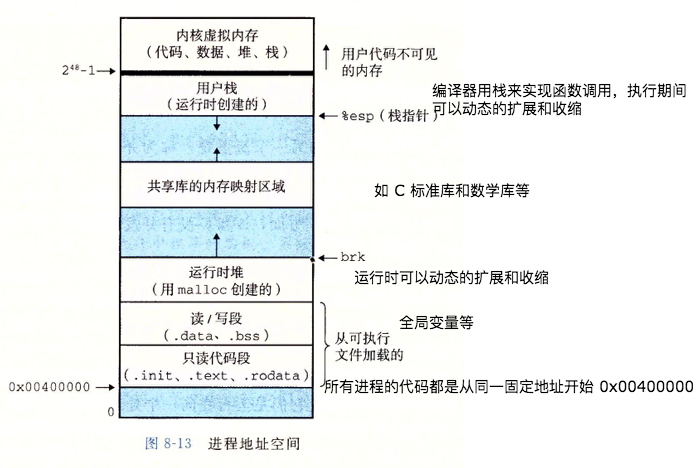 内核虚拟内存
（代码、数据、堆、栈）
2⁴⁸-1
用户代码不可见
的内存
用户栈
（运行时创建的）
编译器用栈来实现函数调用，执行期间
可以动态的扩展和收缩
%esp（栈指针）
共享库的内存映射区域
如 C 标准库和数学库等
brk
运行时堆
（用malloc创建的）
运行时可以动态的扩展和收缩
读/写段
（.data、.bss）
全局变量等
从可执行
文件加载的
只读代码段
（.init、.text、.rodata）
0x00400000
所有进程的代码都是从同一固定地址开始 0x00400000
0
图 8-13 进程地址空间